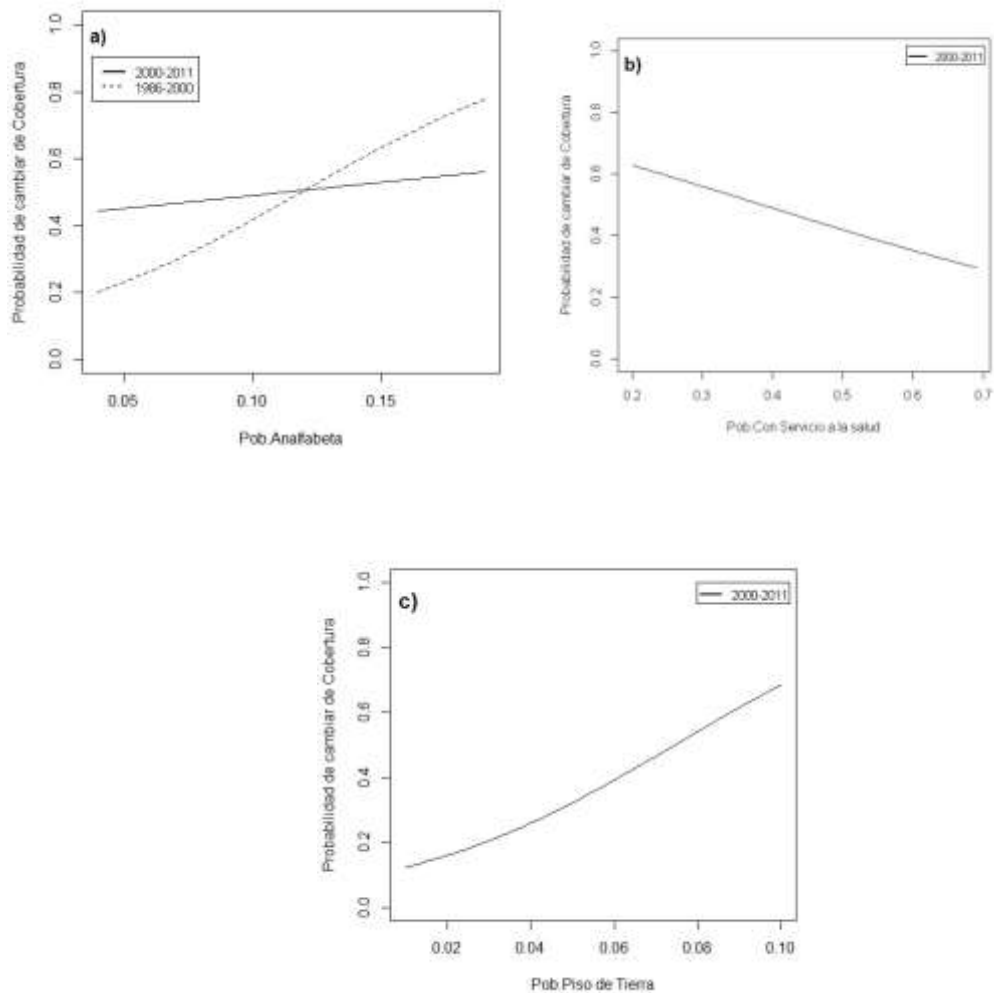 a)
2000-2011
1986-2000
Probabilidad de cambiar de Cobertura
0.0 0.2 0.4 0.6 0.8 1.0
0.05 0.10 0.15
Pob.Analfabeta
b)
2000-2011
Probabilidad de cambiar de Cobertura
0.0 0.2 0.4 0.6 0.8 1.0
0.2 0.3 0.4 0.5 0.6 0.7
Pob.Con Servicio a la salud
c)
2000-2011
Probabilidad de cambiar de Cobertura
0.0 0.2 0.4 0.6 0.8 1.0
0.02 0.04 0.06 0.08 0.10
Pob.Piso de Tierra